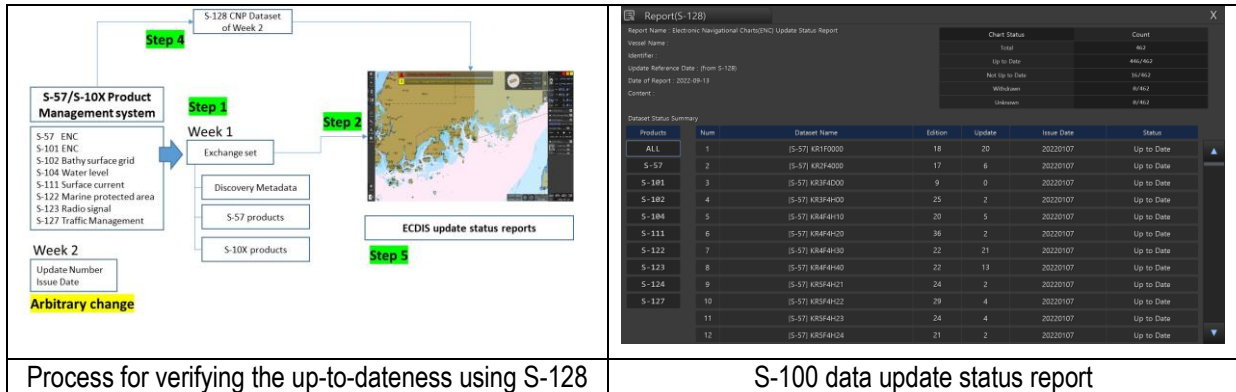 S-128 CNP Dataset
of Week 2
Step 4
S-57/S-10X Product
Management system
S-57 ENC
S-101 ENC
S-102 Bathy surface grid
S-104 Water level
S-111 Surface current
S-122 Marine protected area
S-123 Radio signal
S-127 Traffic Management
Week 2
Update Number
Issue Date
Arbitrary change
Step 1
Week 1
Exchange set
Discovery Metadata
S-57 products
S-10X products
Step 2
ECDIS update status reports
Step 5
Process for verifying the up-to-dateness using S-128
Report(S-128) X
Report Name : Electronic Navigational Charts(ENC) Update Status Report
Vessel Name :
Identifier :
Update Reference Date : (from S-128)
Date of Report : 2022-09-13
Content :
Chart Status Count
Total 462
Up to Date 446/462
Not Up to Date 16/462
Withdrawn 0/462
Unknown 0/462
Dataset Status Summary
Products Num Dataset Name Edition Update Issue Date Status
ALL 1 [S-57] KR1F0000 18 20 20220107 Up to Date
S-57 2 [S-57] KR2F4000 17 6 20220107 Up to Date
S-101 3 [S-57] KR3F4D00 9 0 20220107 Up to Date
S-102 4 [S-57] KR3F4H00 25 2 20220107 Up to Date
S-104 5 [S-57] KR4F4H10 20 5 20220107 Up to Date
S-111 6 [S-57] KR4F4H20 36 2 20220107 Up to Date
S-122 7 [S-57] KR4F4H30 22 21 20220107 Up to Date
S-123 8 [S-57] KR4F4H40 22 13 20220107 Up to Date
S-124 9 [S-57] KR5F4H21 24 2 20220107 Up to Date
S-127 10 [S-57] KR5F4H22 29 4 20220107 Up to Date
11 [S-57] KR5F4H23 24 4 20220107 Up to Date
12 [S-57] KR5F4H24 21 2 20220107 Up to Date
S-100 data update status report